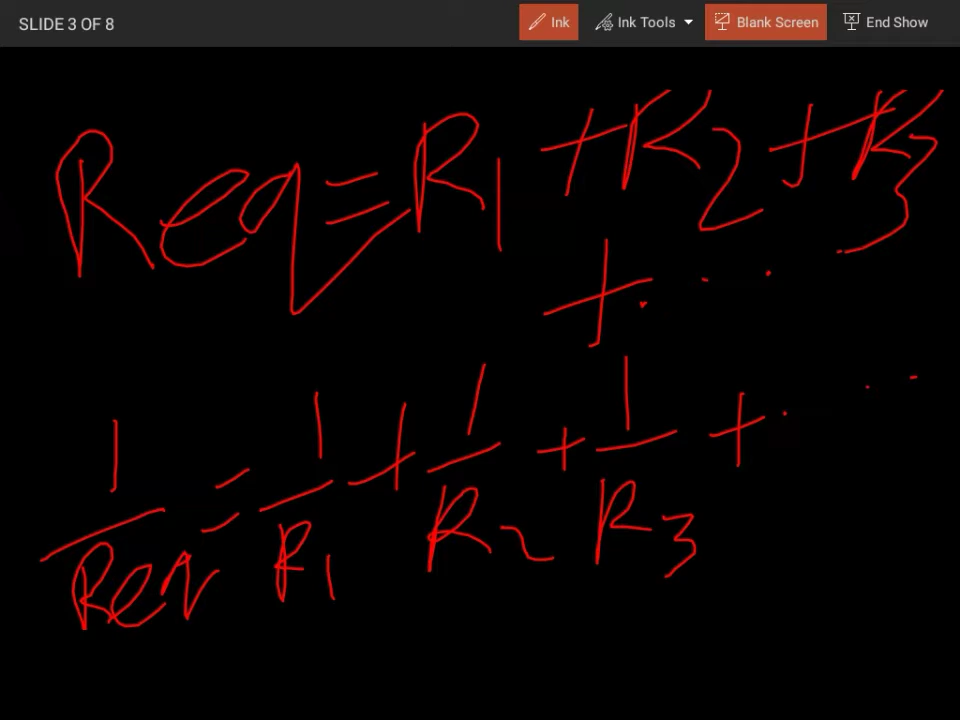 SLIDE 3 OF 8 Ink Ink Tools Blank Screen End Show
Req = R1 + R2 + R3
+ . . . .
1/Req = 1/R1 + 1/R2 + 1/R3 + . . .